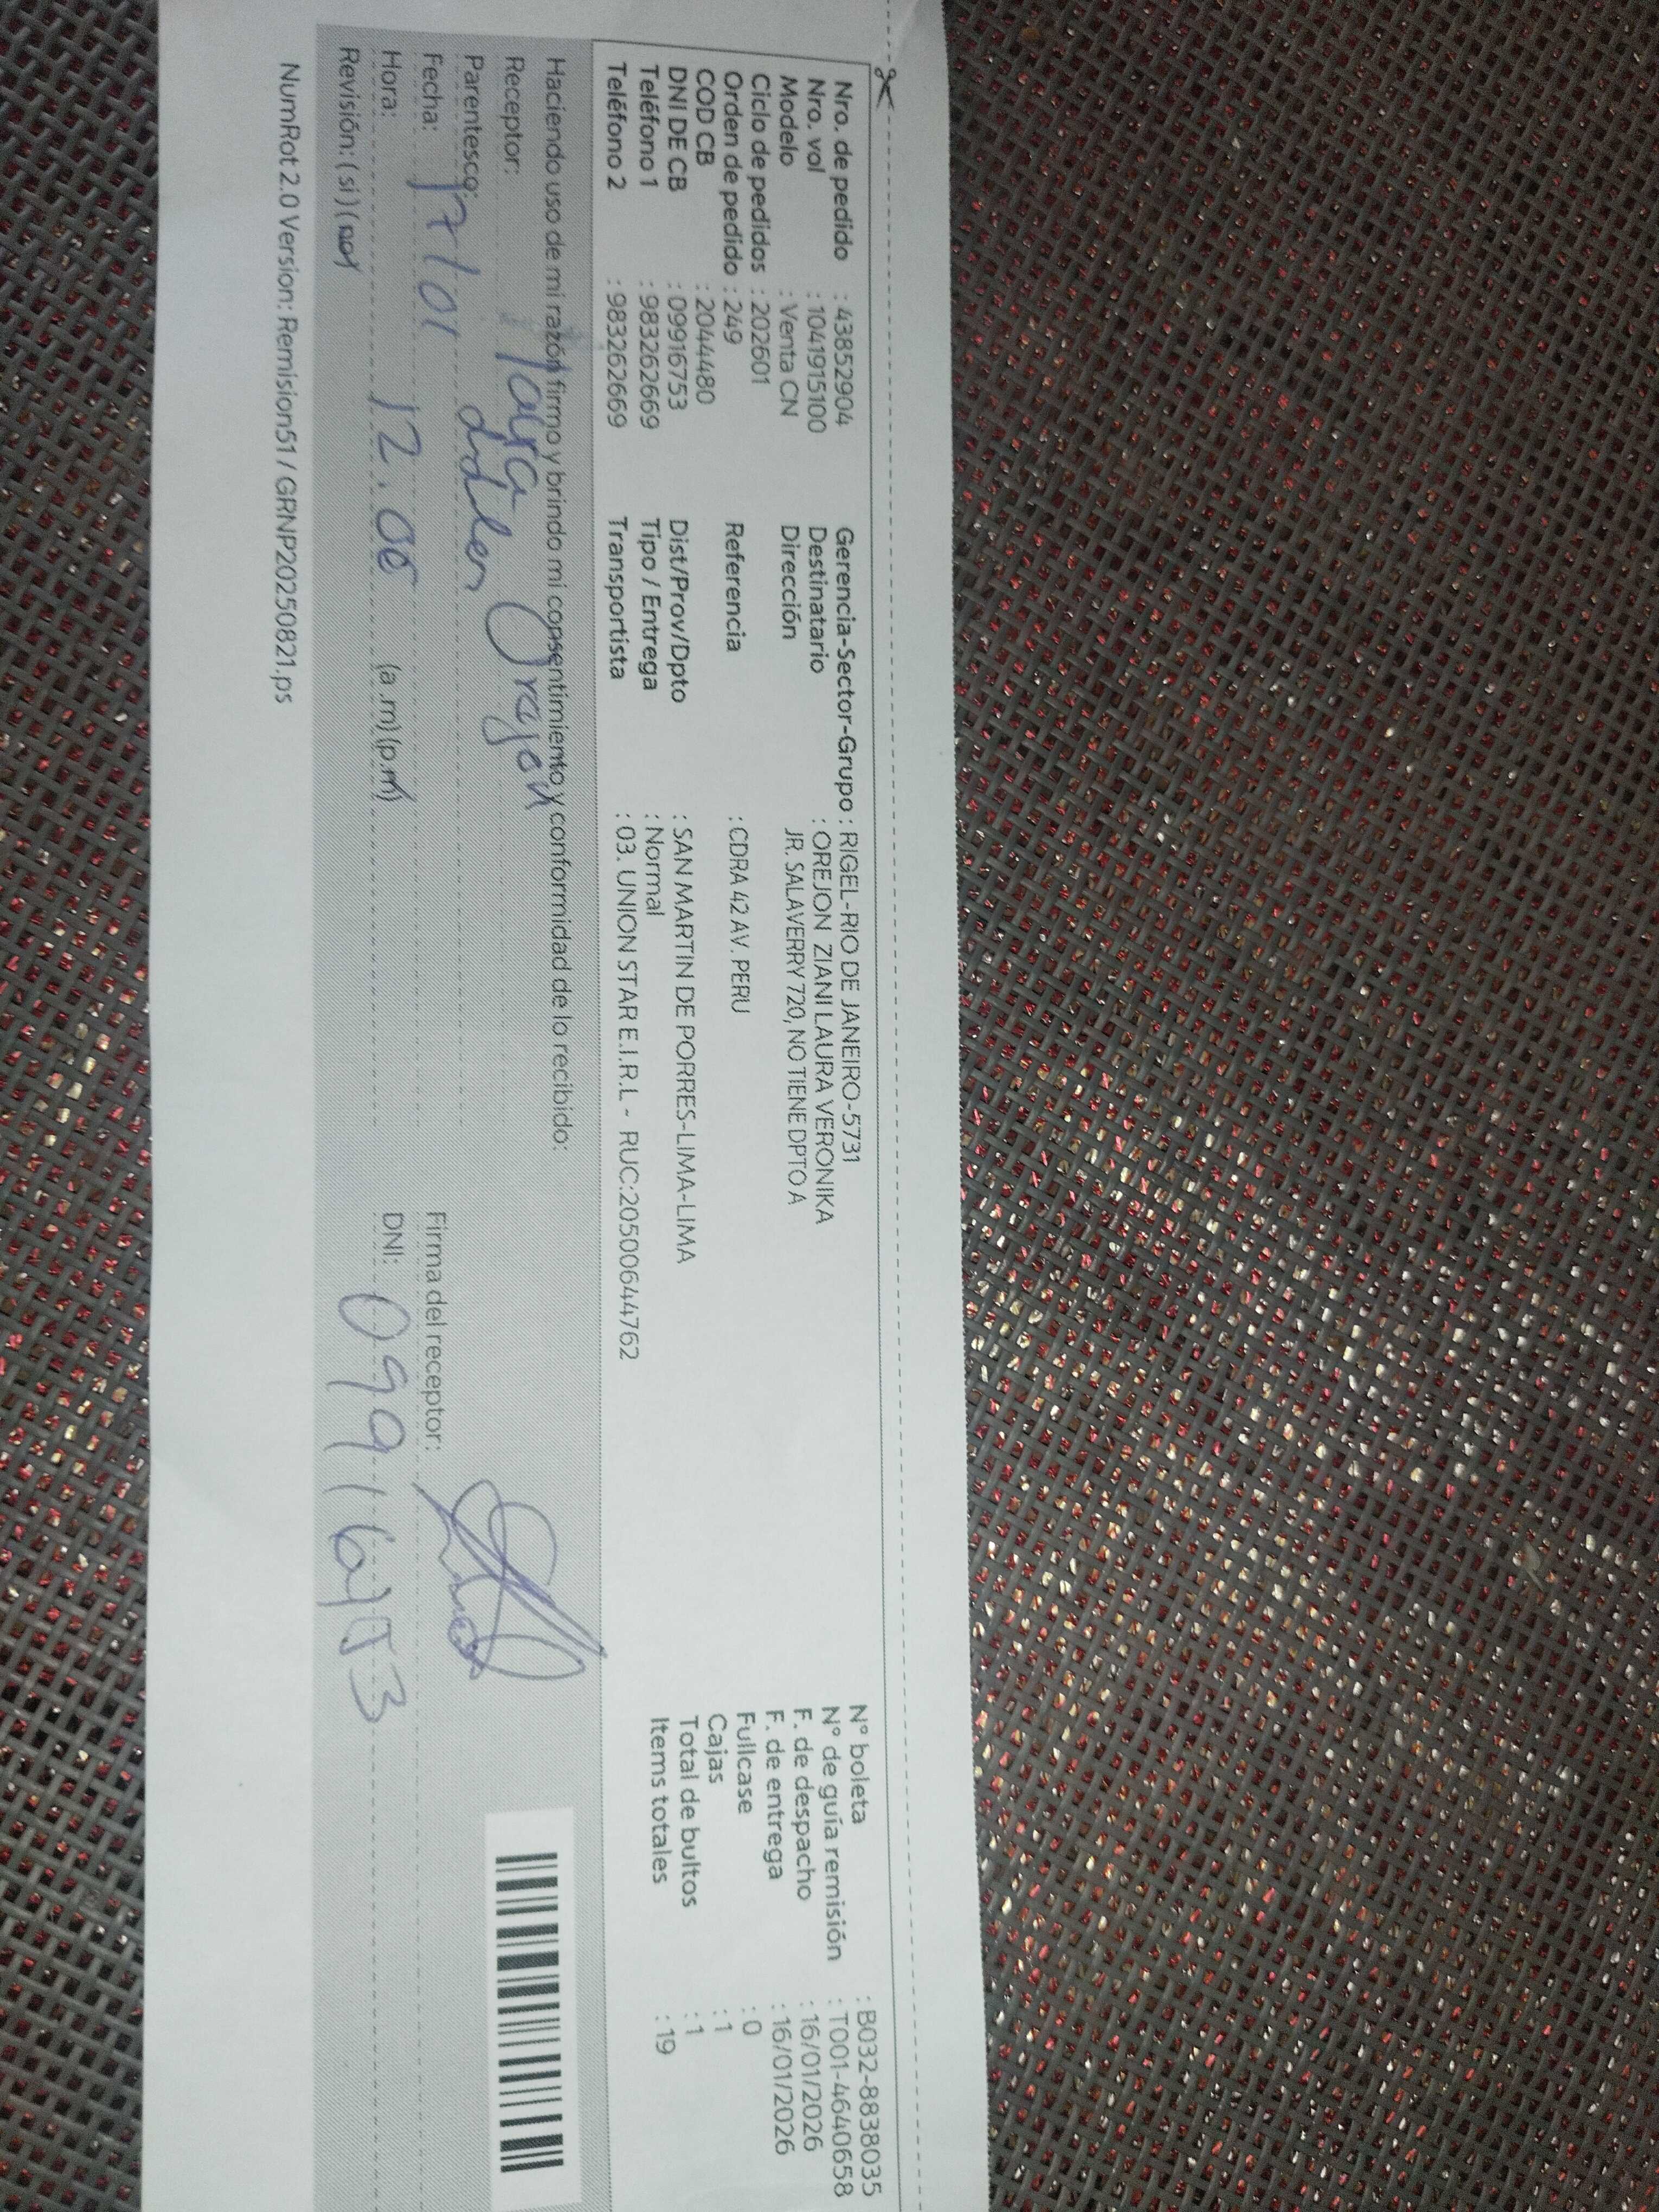 Nro. de pedido : 43852904
Nro. vol : 10419151​00
Modelo : Venta CN
Ciclo de pedidos : 202601
Orden de pedido : 249
COD CB : 2044480
DNI DE CB : 09916753
Teléfono 1 : 983262669
Teléfono 2 : 983262669
Gerencia-Sector-Grupo : RIGEL-RIO DE JANEIRO-5731
Destinatario : OREJON ZIANI LAURA VERONIKA
Dirección JR. SALAVERRY 720, NO TIENE DPTO A
Referencia : CDRA 42 AV. PERU
Dist/Prov/Dpto : SAN MARTIN DE PORRES-LIMA-LIMA
Tipo / Entrega : Normal
Transportista : 03. UNION STAR E.I.R.L - RUC:20500644762
N° boleta : B032-8838035
N° de guía remisión : T001-46440658
F. de despacho : 16/01/2026
F. de entrega : 16/01/2026
Fullcase : 0
Cajas : 1
Total de bultos : 1
Items totales : 19
Haciendo uso de mi razón firmo y brindo mi consentimiento y conformidad de lo recibido:
Receptor:
Parentesco:
Fecha: 17/01
Hora: 12.00 (a.m)(p.m)
Revisión: (si) (no)
Firma del receptor:
DNI: 09916753
NumRot 2.0 Version: Remision51 / GRNP20250821.ps